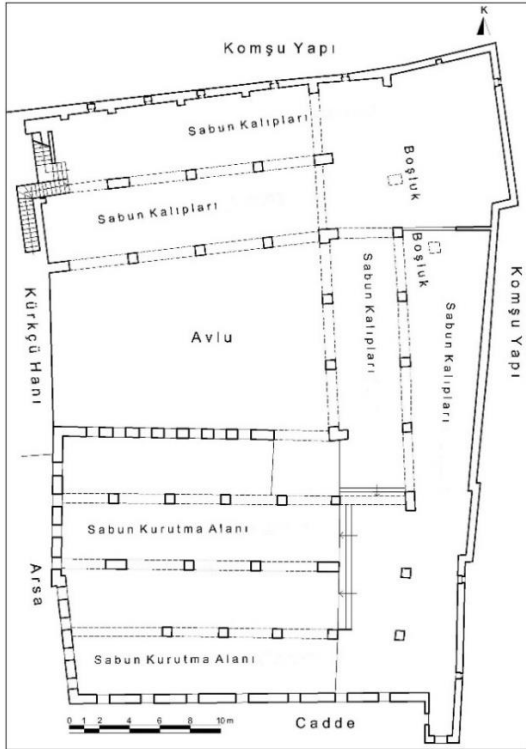 K
Komşu Yapı
Sabun Kalıpları
Boşluk
Sabun Kalıpları
Boşluk
Sabun Kalıpları
Sabun Kalıpları
Komşu Yapı
Kürkçü Hanı
Avlu
Sabun Kurutma Alanı
Arsa
Sabun Kurutma Alanı
0 1 2 4 6 8 10 m
Cadde